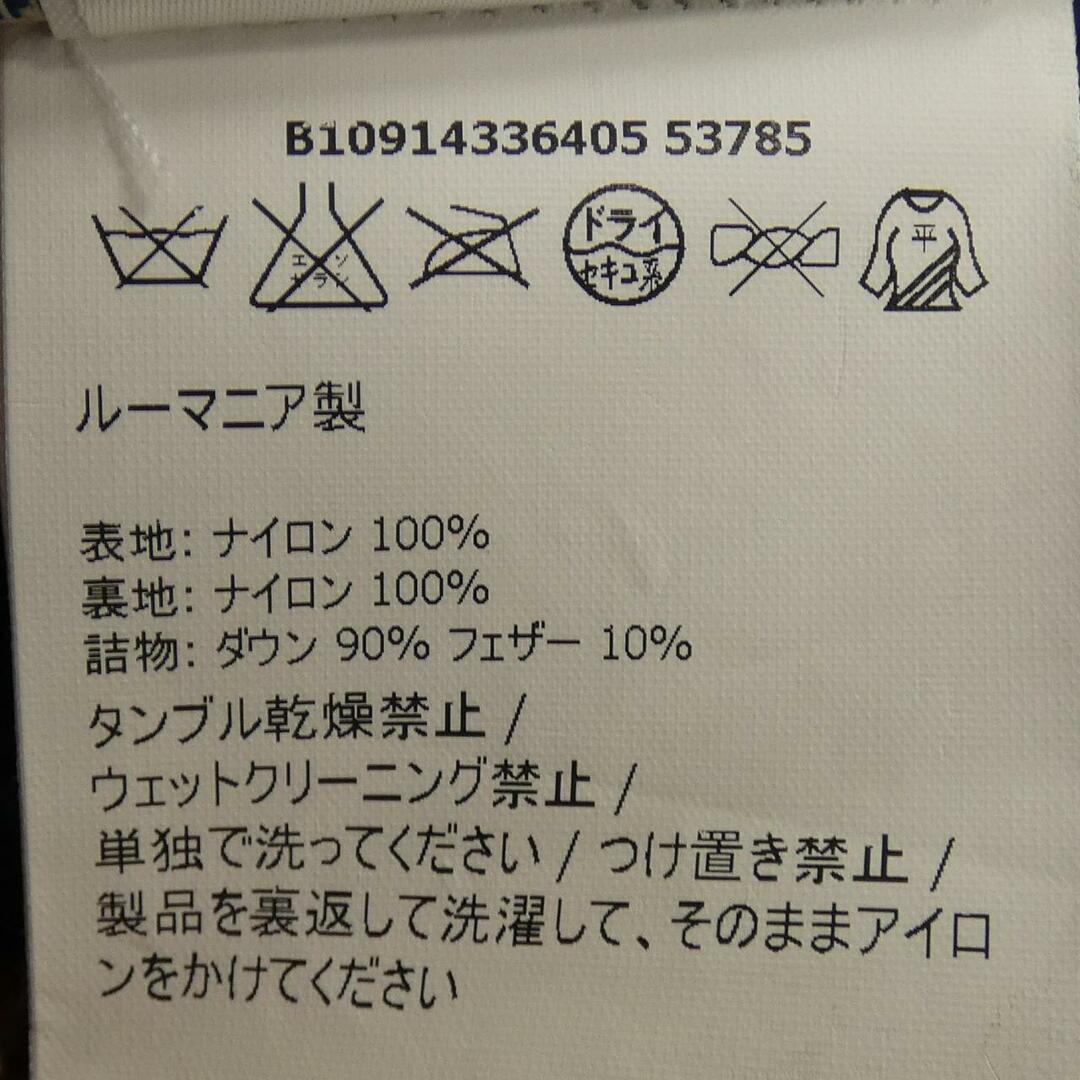 B10914336405 53785
エンソ
サラシ
ドライ
セキユ系
平
ルーマニア製
表地: ナイロン 100%
裏地: ナイロン 100%
詰物: ダウン 90% フェザー 10%
タンブル乾燥禁止 /
ウェットクリーニング禁止 /
単独で洗ってください / つけ置き禁止 /
製品を裏返して洗濯して、そのままアイロ
ンをかけてください